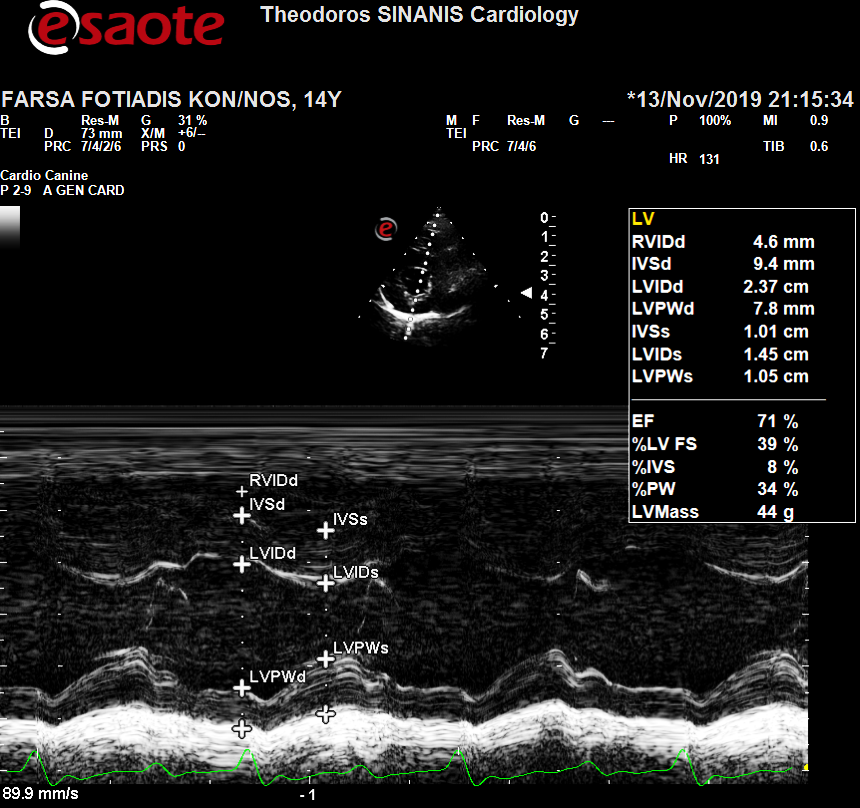 esaote
Theodoros SINANIS Cardiology
FARSA FOTIADIS KON/NOS, 14Y
*13/Nov/2019 21:15:34
B Res-M G 31 %
TEI D 73 mm X/M +6/--
PRC 7/4/2/6 PRS 0
M F Res-M G ---
TEI
PRC 7/4/6
P 100% MI 0.9
TIB 0.6
HR 131
Cardio Canine
P 2-9 A GEN CARD
e
0
1
2
3
4
5
6
7
LV
RVIDd 4.6 mm
IVSd 9.4 mm
LVIDd 2.37 cm
LVPWd 7.8 mm
IVSs 1.01 cm
LVIDs 1.45 cm
LVPWs 1.05 cm
EF 71 %
%LV FS 39 %
%IVS 8 %
%PW 34 %
LVMass 44 g
RVIDd
IVSd
IVSs
LVIDd
LVIDs
LVPWs
LVPWd
89.9 mm/s
-1